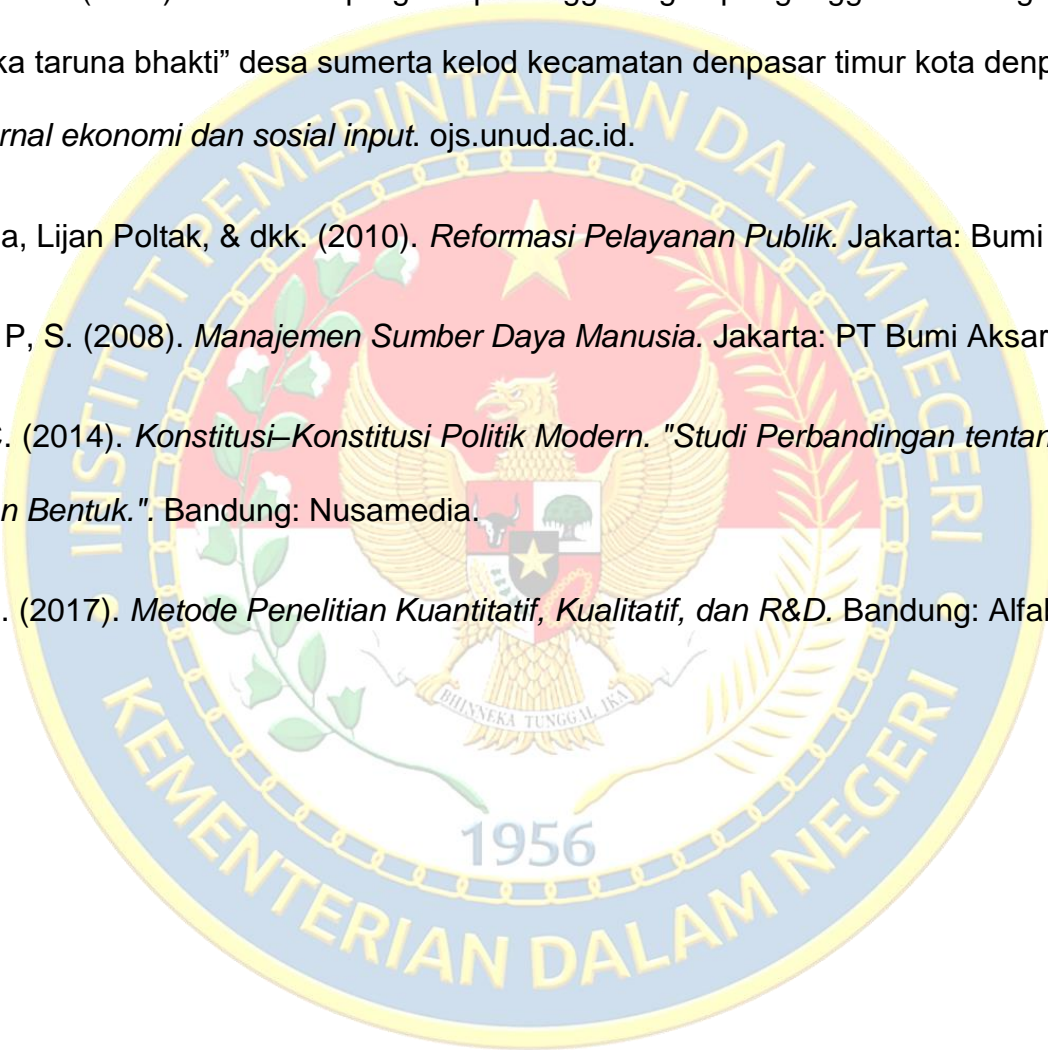 ka taruna bhakti” desa sumerta kelod kecamatan denpasar timur kota denp
rnal ekonomi dan sosial input. ojs.unud.ac.id.
a, Lijan Poltak, & dkk. (2010). Reformasi Pelayanan Publik. Jakarta: Bumi
P, S. (2008). Manajemen Sumber Daya Manusia. Jakarta: PT Bumi Aksar
C. (2014). Konstitusi–Konstitusi Politik Modern. "Studi Perbandingan tentan
n Bentuk.". Bandung: Nusamedia.
. (2017). Metode Penelitian Kuantitatif, Kualitatif, dan R&D. Bandung: Alfa
INSTITUT PEMERINTAHAN DALAM NEGERI
BHINNEKA TUNGGAL IKA
1956
KEMENTERIAN DALAM NEGERI